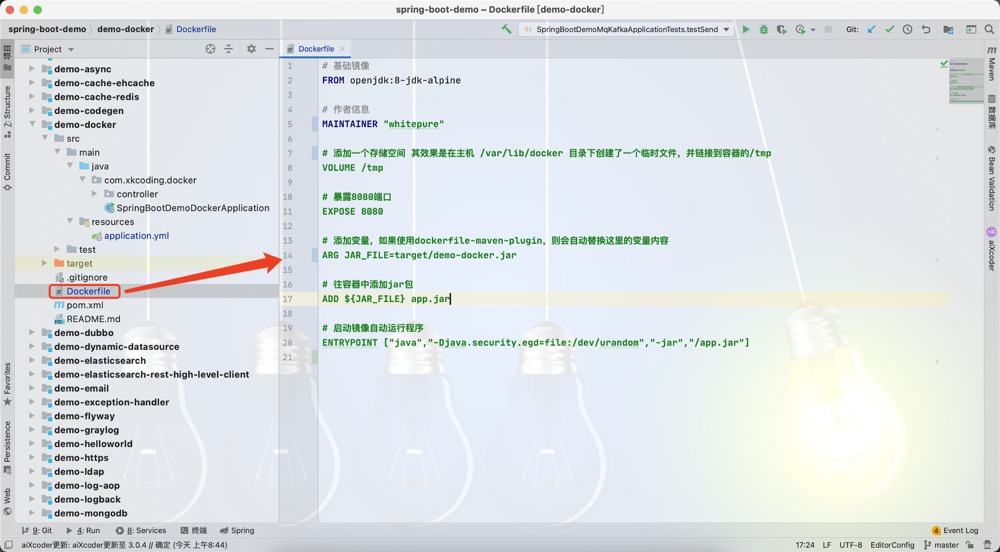 spring-boot-demo – Dockerfile [demo-docker]
spring-boot-demo › demo-docker › Dockerfile
SpringBootDemoMqKafkaApplicationTests.testSend
Git:
Project
Dockerfile
项目
Z: Structure
Commit
Favorites
Persistence
Web
demo-async
demo-cache-ehcache
demo-cache-redis
demo-codegen
demo-docker
src
main
java
com.xkcoding.docker
controller
SpringBootDemoDockerApplication
resources
application.yml
test
target
.gitignore
Dockerfile
pom.xml
README.md
demo-dubbo
demo-dynamic-datasource
demo-elasticsearch
demo-elasticsearch-rest-high-level-client
demo-email
demo-exception-handler
demo-flyway
demo-graylog
demo-helloworld
demo-https
demo-ldap
demo-log-aop
demo-logback
demo-mongodb
1 # 基础镜像
2 FROM openjdk:8-jdk-alpine
3
4 # 作者信息
5 MAINTAINER "whitepure"
6
7 # 添加一个存储空间 其效果是在主机 /var/lib/docker 目录下创建了一个临时文件，并链接到容器的/tmp
8 VOLUME /tmp
9
10 # 暴露8080端口
11 EXPOSE 8080
12
13 # 添加变量，如果使用dockerfile-maven-plugin，则会自动替换这里的变量内容
14 ARG JAR_FILE=target/demo-docker.jar
15
16 # 往容器中添加jar包
17 ADD ${JAR_FILE} app.jar
18
19 # 启动镜像自动运行程序
20 ENTRYPOINT ["java","-Djava.security.egd=file:/dev/urandom","-jar","/app.jar"]
21
Maven
数据库
Bean Validation
aiXcoder
9: Git
4: Run
8: Services
终端
Spring
4 Event Log
aiXcoder更新: aiXcoder更新至 3.0.4 // 确定 (今天 上午8:44)
17:24 LF UTF-8 EditorConfig master